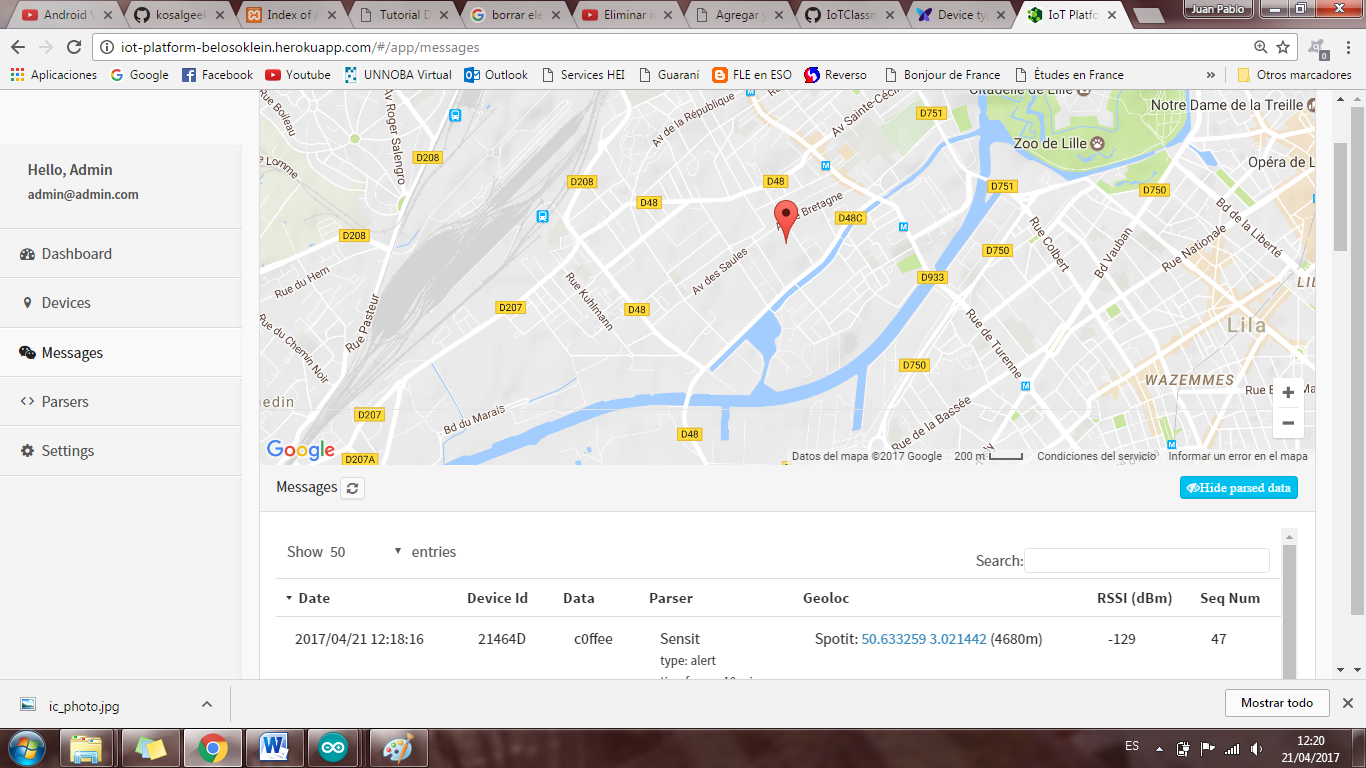 Android V
kosalgeek
Index of /
Tutorial D
borrar ele
Eliminar i
Agregar y
IoTClassr
Device ty
IoT Platfo
Juan Pablo
iot-platform-belosoklein.herokuapp.com/#/app/messages
Aplicaciones Google Facebook Youtube UNNOBA Virtual Outlook Services HEI Guaraní FLE en ESO Reverso Bonjour de France Études en France » Otros marcadores
0
Hello, Admin
admin@admin.com
Dashboard
Devices
Messages
Parsers
Settings
Rue Boileau
Av Roger Salengro
Av de la République
Av Sainte-Céci
Citadelle de Lille
Notre Dame de la Treille
D751
Zoo de Lille
Opéra de L
D208
D208
D48
D48
D751
D750
Rue du Hem
D208
Bretagne
D48C
Rue Colbert
Bd Vauban
Rue Nationale
Bd de la Liberté
D750
Av des Saules
Rue Kuhlmann
D933
LIL
Rue Pasteur
D207
D48
Rue du Chemin Noir
Rue de Turenne
Lila
D750
WAZEMMES
edin
D207
Bd du Marais
D48
Rue de la Bassée
D207A
Google
Datos del mapa ©2017 Google 200 m Condiciones del servicio Informar un error en el mapa
Messages
Hide parsed data
Show 50 entries
Search:
Date Device Id Data Parser Geoloc RSSI (dBm) Seq Num
2017/04/21 12:18:16 21464D c0ffee Sensit Spotit: 50.633259 3.021442 (4680m) -129 47
type: alert
ic_photo.jpg
Mostrar todo
ES
12:20
21/04/2017